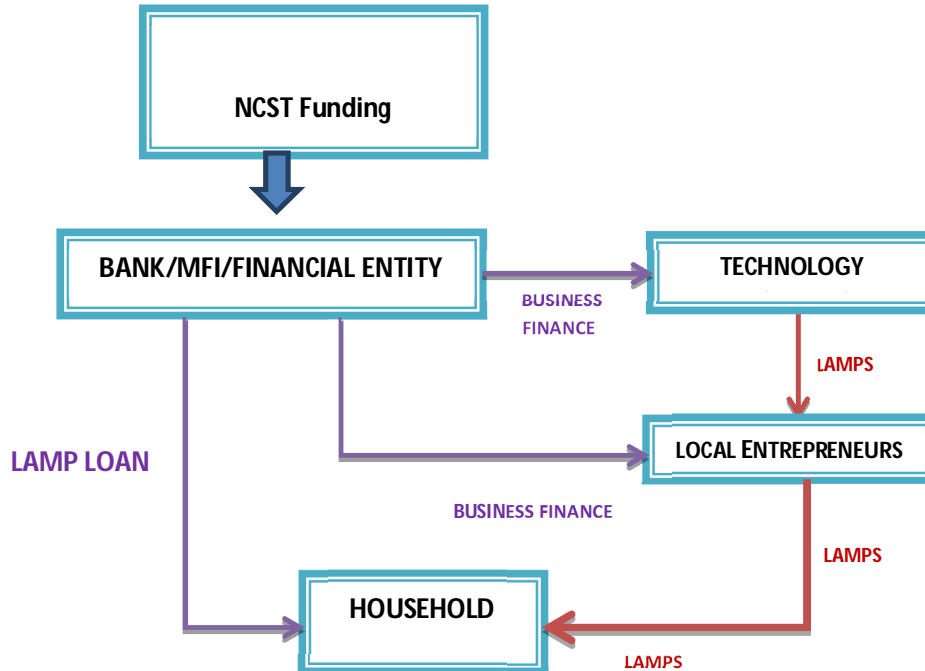 NCST Funding
BANK/MFI/FINANCIAL ENTITY
TECHNOLOGY
BUSINESS
FINANCE
LAMPS
LAMP LOAN
LOCAL ENTREPRENEURS
BUSINESS FINANCE
LAMPS
HOUSEHOLD
LAMPS